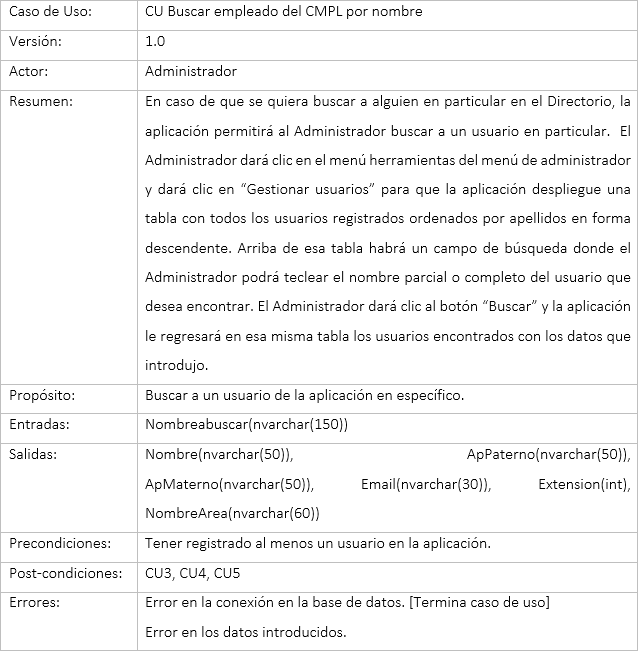 Caso de Uso: CU Buscar empleado del CMPL por nombre
Versión: 1.0
Actor: Administrador
Resumen: En caso de que se quiera buscar a alguien en particular en el Directorio, la
aplicación permitirá al Administrador buscar a un usuario en particular. El
Administrador dará clic en el menú herramientas del menú de administrador
y dará clic en “Gestionar usuarios” para que la aplicación despliegue una
tabla con todos los usuarios registrados ordenados por apellidos en forma
descendente. Arriba de esa tabla habrá un campo de búsqueda donde el
Administrador podrá teclear el nombre parcial o completo del usuario que
desea encontrar. El Administrador dará clic al botón “Buscar” y la aplicación
le regresará en esa misma tabla los usuarios encontrados con los datos que
introdujo.
Propósito: Buscar a un usuario de la aplicación en específico.
Entradas: Nombreabuscar(nvarchar(150))
Salidas: Nombre(nvarchar(50)), ApPaterno(nvarchar(50)),
ApMaterno(nvarchar(50)), Email(nvarchar(30)), Extension(int),
NombreArea(nvarchar(60))
Precondiciones: Tener registrado al menos un usuario en la aplicación.
Post-condiciones: CU3, CU4, CU5
Errores: Error en la conexión en la base de datos. [Termina caso de uso]
Error en los datos introducidos.